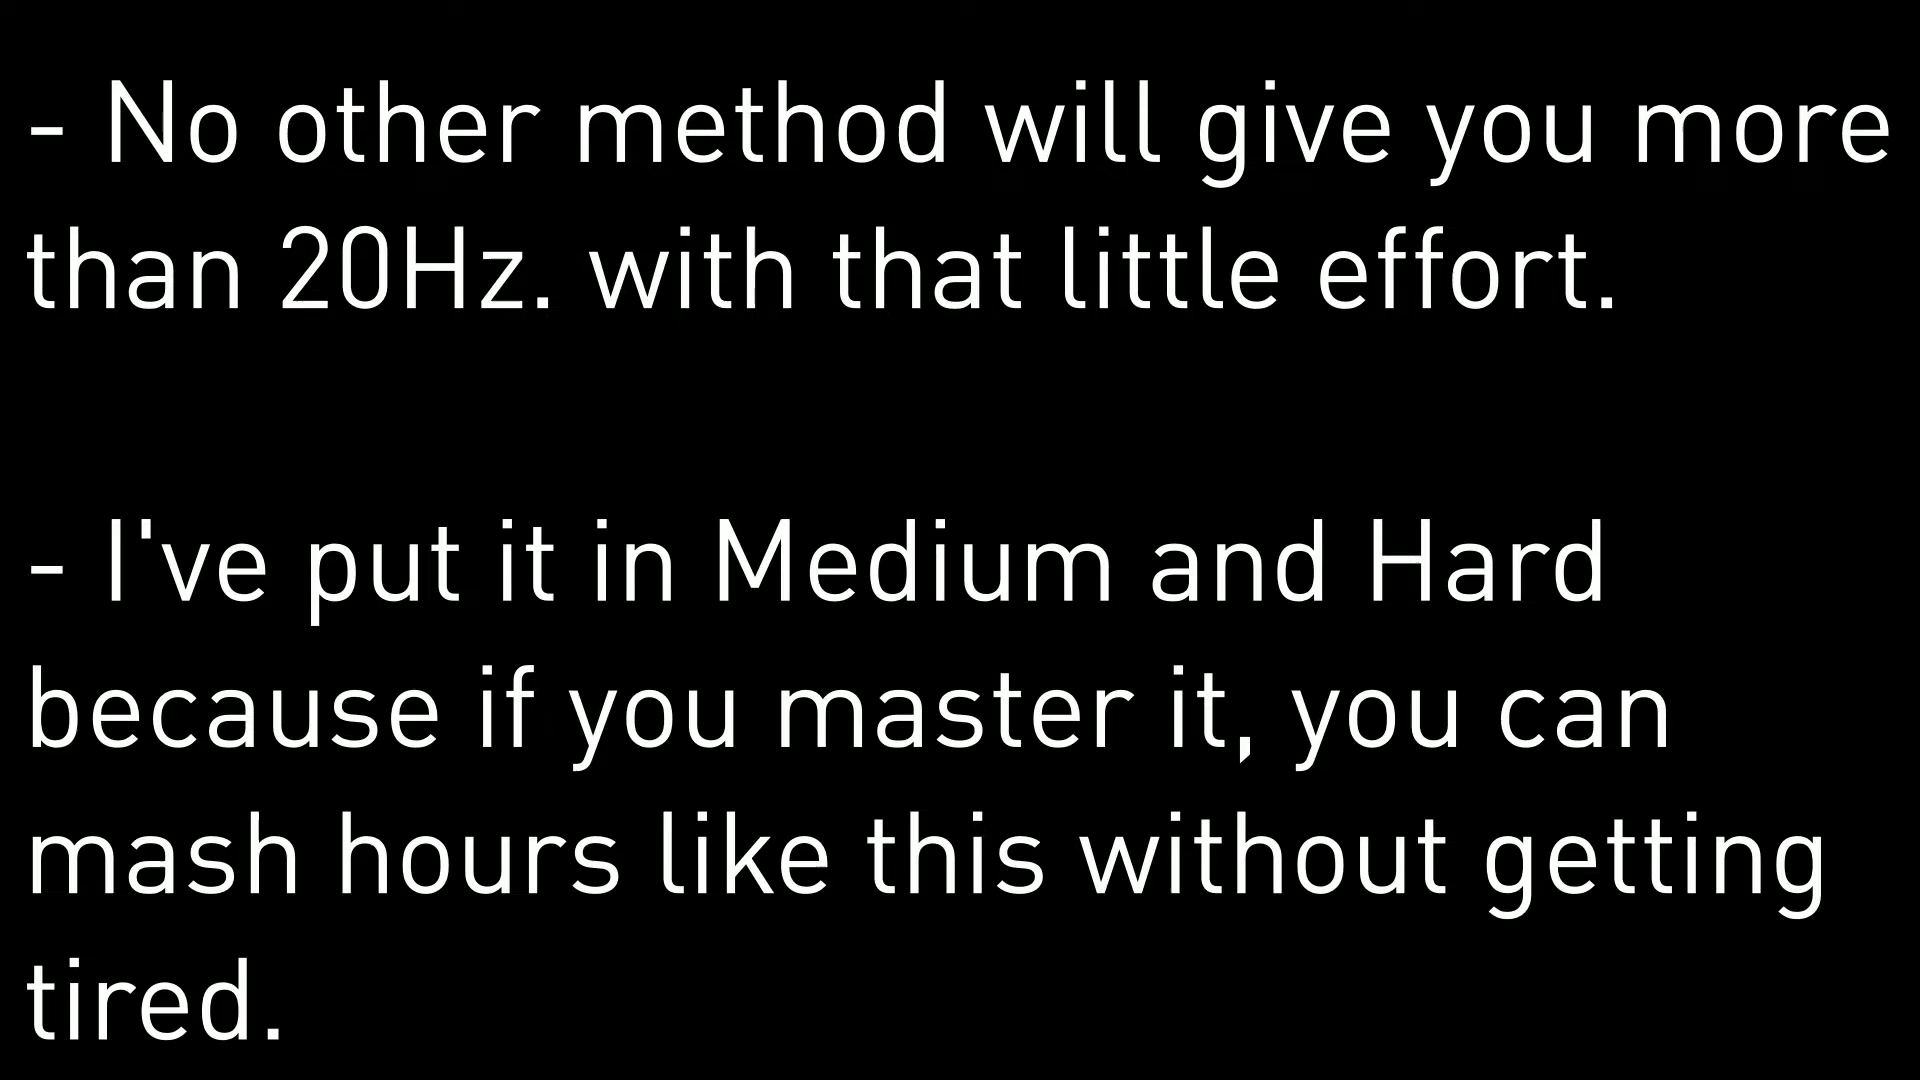 - No other method will give you more
than 20Hz. with that little effort.
- I've put it in Medium and Hard
because if you master it, you can
mash hours like this without getting
tired.